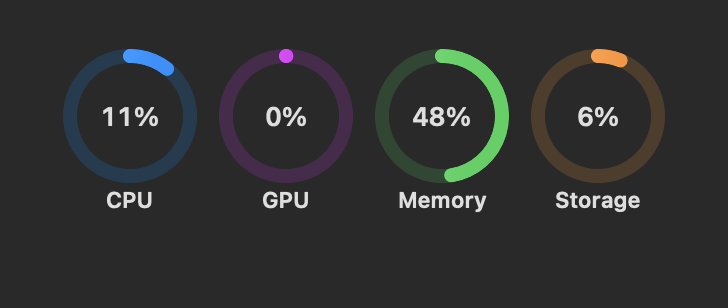 11%
0%
48%
6%
CPU
GPU
Memory
Storage